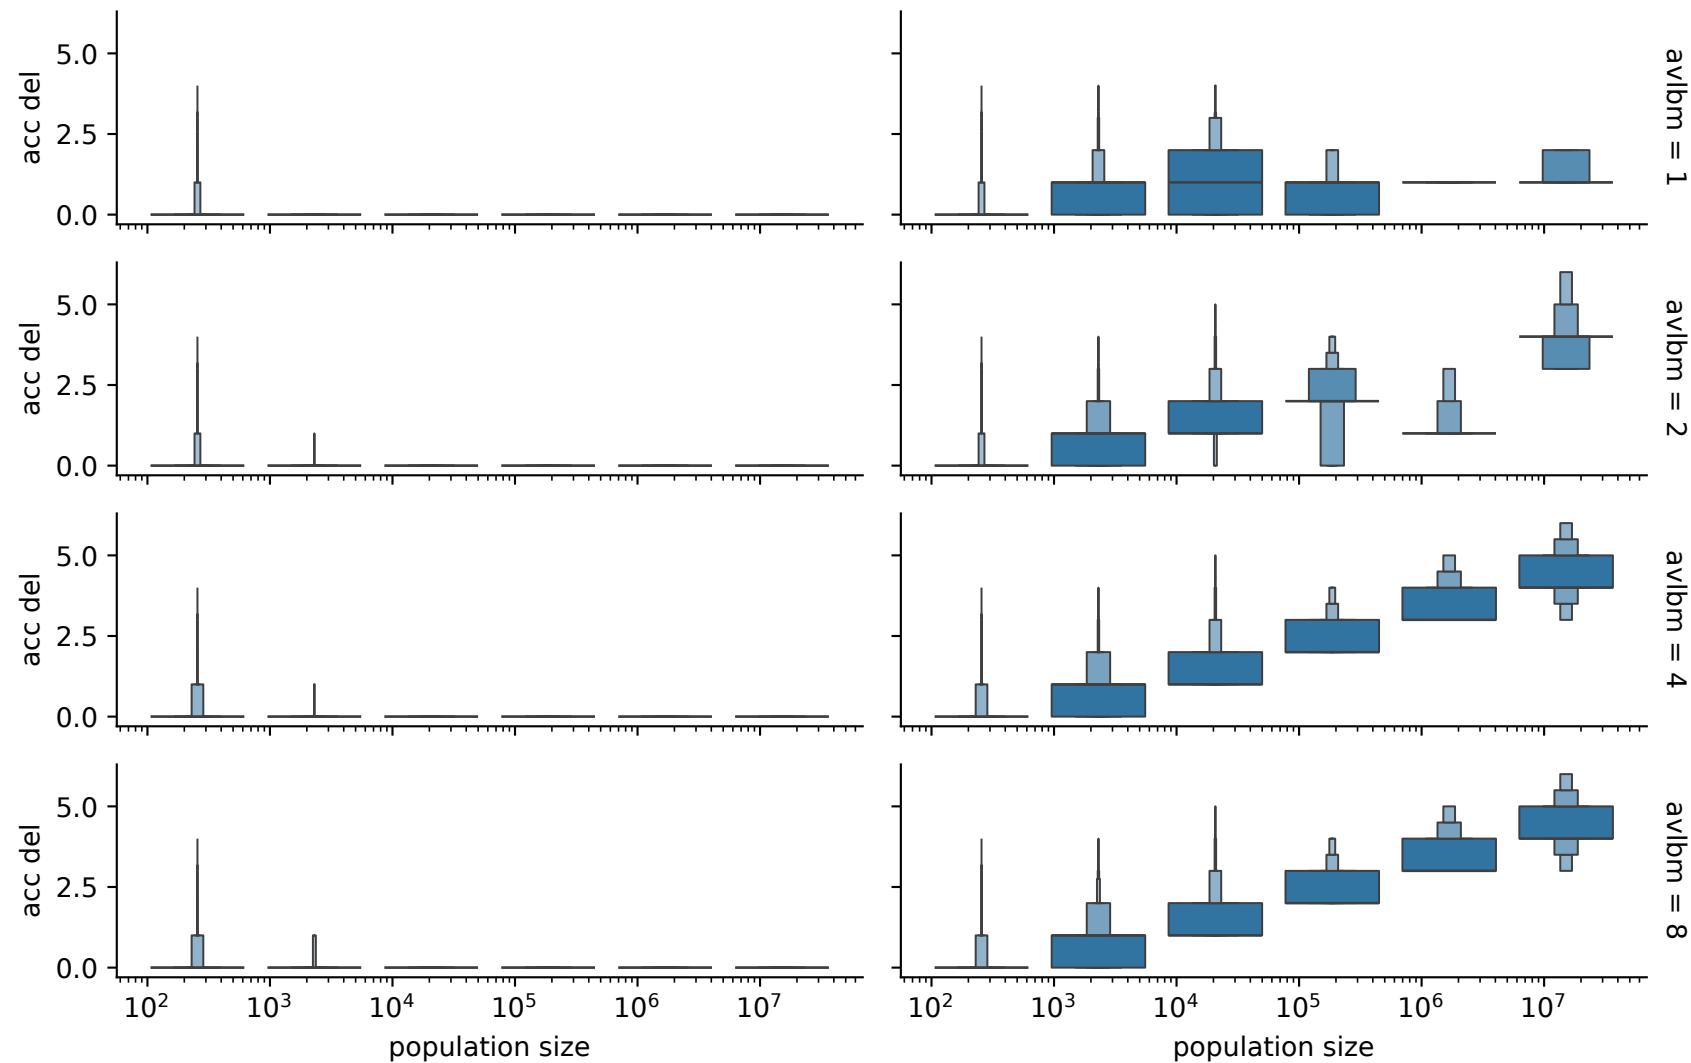 5.0
2.5
0.0
acc del
avlbm = 1
5.0
2.5
0.0
acc del
avlbm = 2
5.0
2.5
0.0
acc del
avlbm = 4
5.0
2.5
0.0
acc del
avlbm = 8
10² 10³ 10⁴ 10⁵ 10⁶ 10⁷ 10² 10³ 10⁴ 10⁵ 10⁶ 10⁷
population size population size